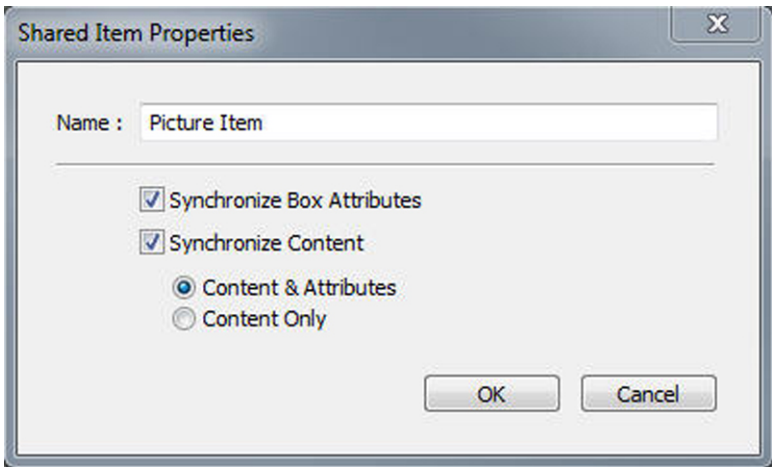 Shared Item Properties
Name : Picture Item
Synchronize Box Attributes
Synchronize Content
Content & Attributes
Content Only
OK Cancel